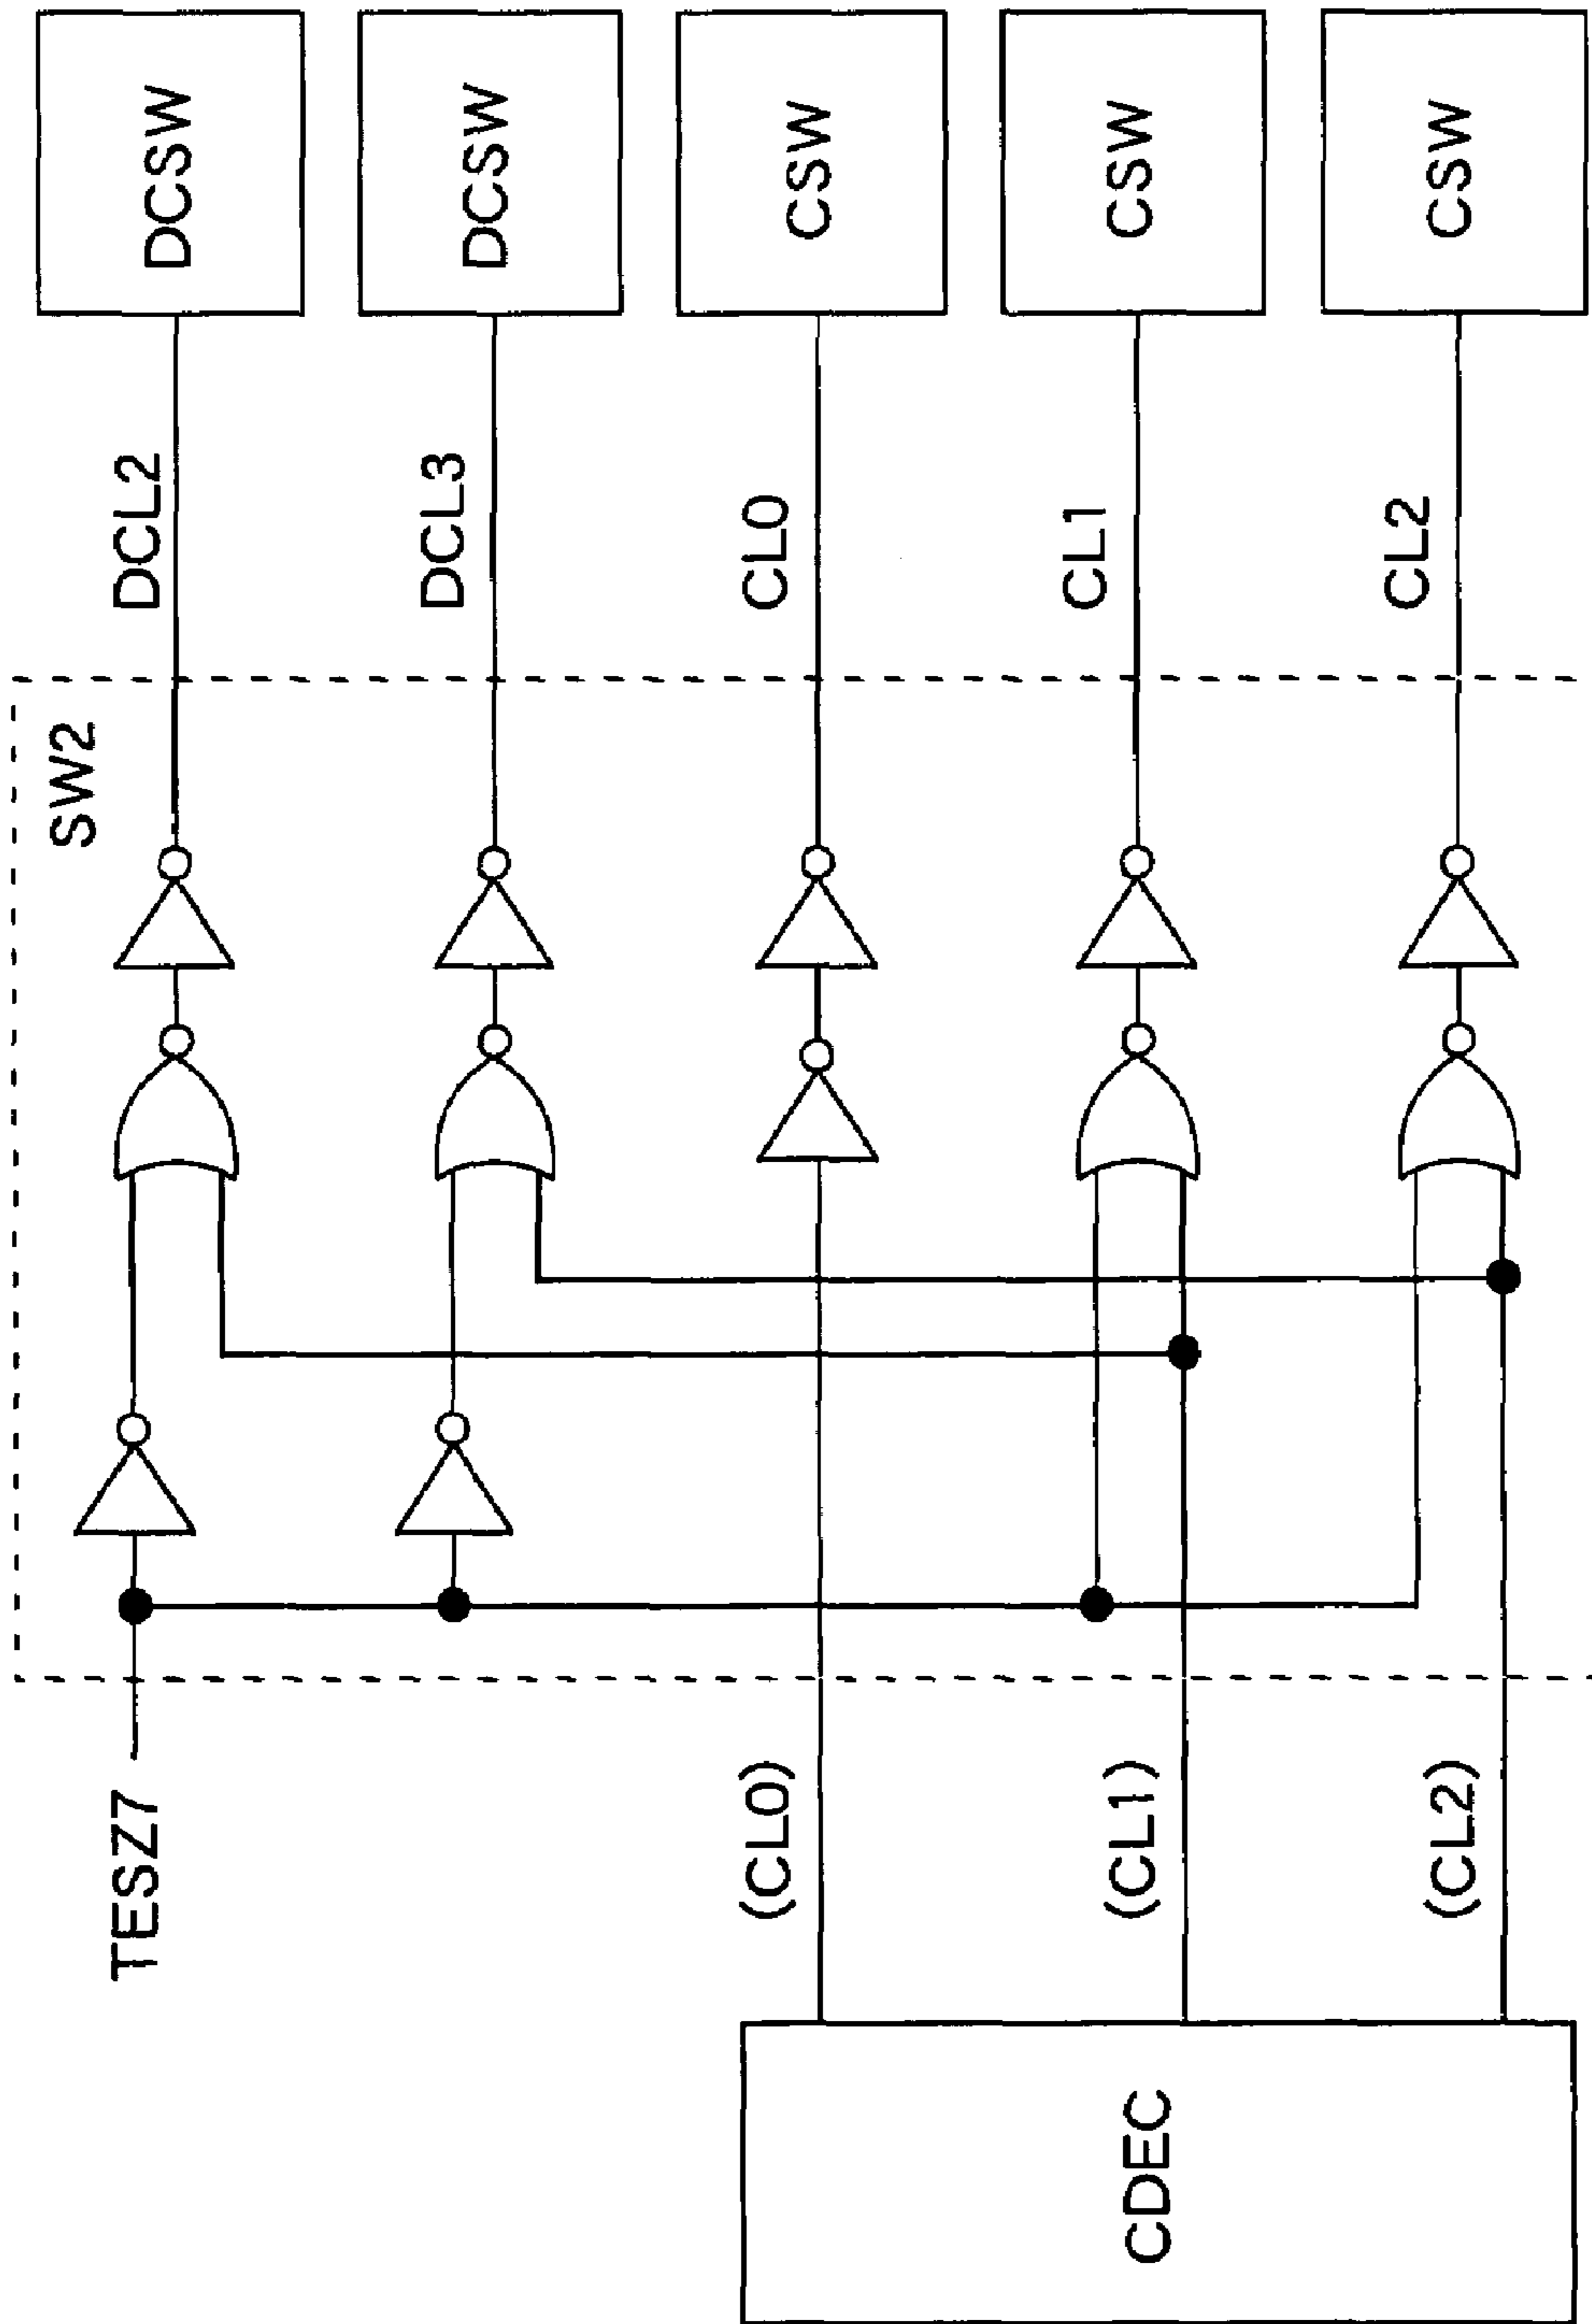 DCSW
DCSW
CSW
CSW
CSW
DCL2
DCL3
CL0
CL1
CL2
SW2
TESZ7
(CL0)
(CL1)
(CL2)
CDEC